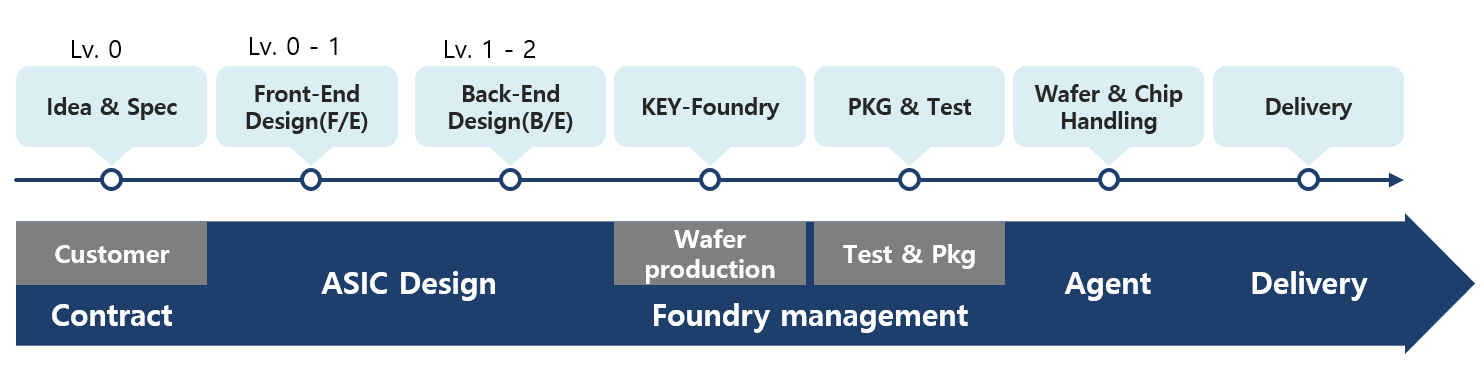 Lv. 0
Lv. 0 - 1
Lv. 1 - 2
Idea & Spec
Front-End
Design(F/E)
Back-End
Design(B/E)
KEY-Foundry
PKG & Test
Wafer & Chip
Handling
Delivery
Customer
Contract
ASIC Design
Wafer
production
Test & Pkg
Foundry management
Agent
Delivery